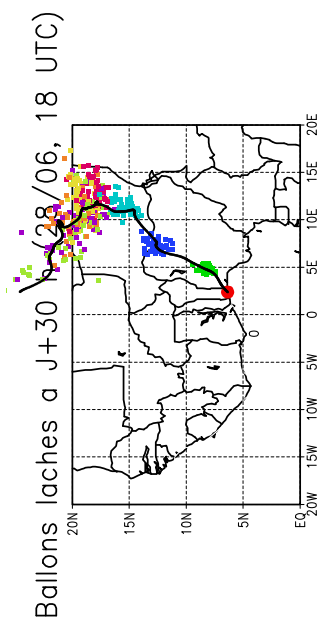 Ballons laches a J+30 28/06, 18 UTC)
20E
15E
10E
5E
0
5W
10W
15W
20W
20N
15N
10N
5N
EQ
0